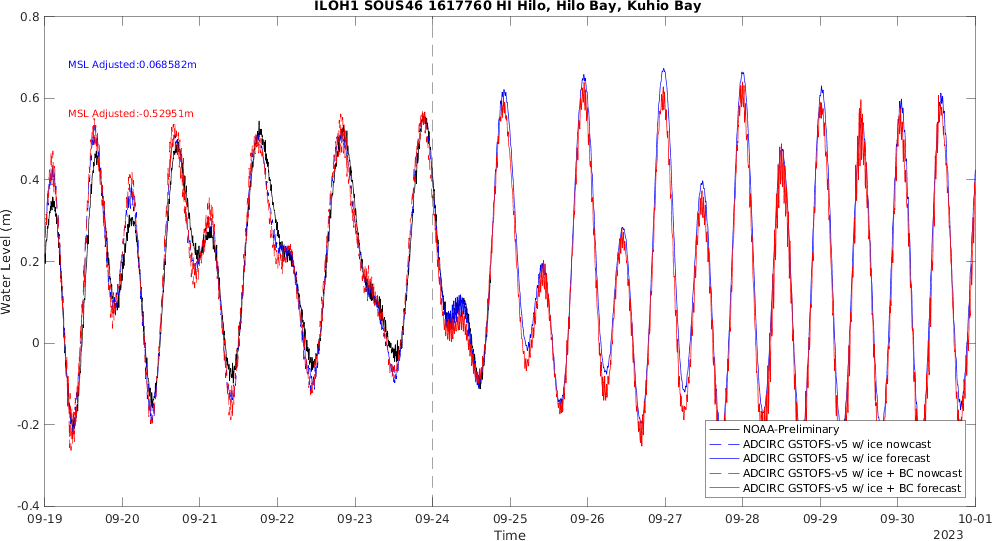 ILOH1 SOUS46 1617760 HI Hilo, Hilo Bay, Kuhio Bay
0.8
MSL Adjusted:0.068582m
0.6
MSL Adjusted:-0.52951m
0.4
Water Level (m)
0.2
0
-0.2
NOAA-Preliminary
ADCIRC GSTOFS-v5 w/ ice nowcast
ADCIRC GSTOFS-v5 w/ ice forecast
ADCIRC GSTOFS-v5 w/ ice + BC nowcast
ADCIRC GSTOFS-v5 w/ ice + BC forecast
-0.4
09-19 09-20 09-21 09-22 09-23 09-24 09-25 09-26 09-27 09-28 09-29 09-30 10-01
Time
2023